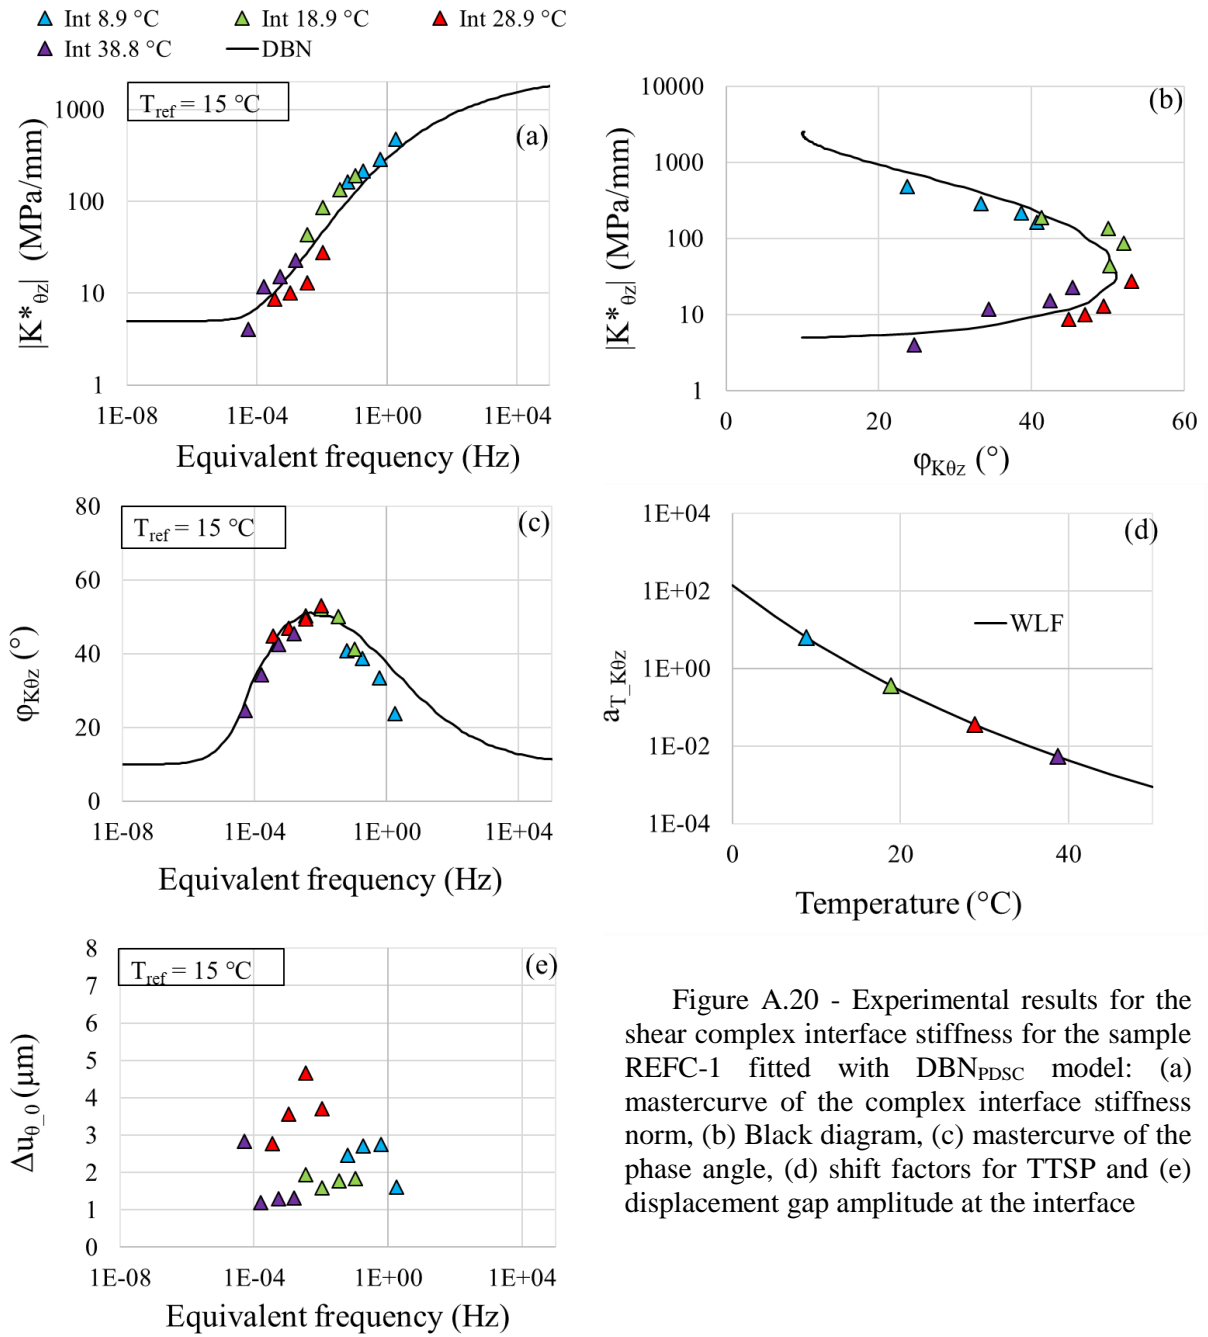 Int 8.9 °C Int 18.9 °C Int 28.9 °C
Int 38.8 °C DBN
Tref = 15 °C
(a)
|K*θz| (MPa/mm)
1000
100
10
1
1E-08 1E-04 1E+00 1E+04
Equivalent frequency (Hz)
(b)
|K*θz| (MPa/mm)
10000
1000
100
10
1
0 20 40 60
φKθz (°)
Tref = 15 °C
(c)
φKθz (°)
80
60
40
20
0
1E-08 1E-04 1E+00 1E+04
Equivalent frequency (Hz)
(d)
WLF
aT_Kθz
1E+04
1E+02
1E+00
1E-02
1E-04
0 20 40
Temperature (°C)
Tref = 15 °C
(e)
Δuθ_0 (μm)
8
7
6
5
4
3
2
1
0
1E-08 1E-04 1E+00 1E+04
Equivalent frequency (Hz)
Figure A.20 - Experimental results for the
shear complex interface stiffness for the sample
REFC-1 fitted with DBNPDSC model: (a)
mastercurve of the complex interface stiffness
norm, (b) Black diagram, (c) mastercurve of the
phase angle, (d) shift factors for TTSP and (e)
displacement gap amplitude at the interface